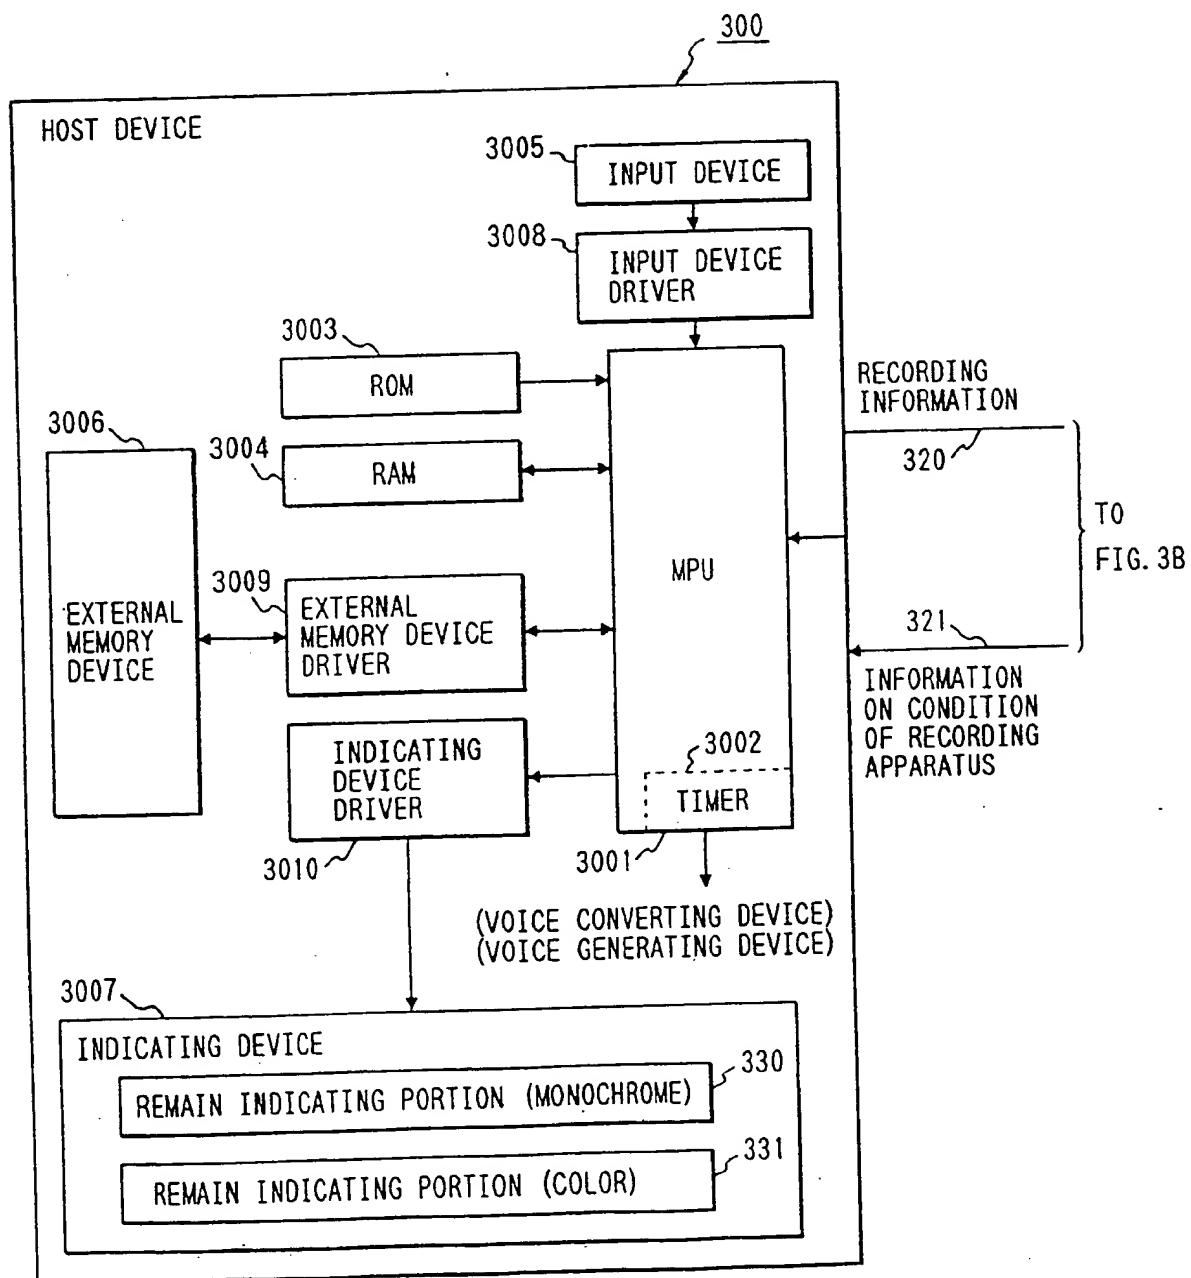 300
HOST DEVICE
3005
INPUT DEVICE
3008
INPUT DEVICE
DRIVER
3003
ROM
3004
RAM
3006
EXTERNAL
MEMORY
DEVICE
3009
EXTERNAL
MEMORY DEVICE
DRIVER
MPU
3002
TIMER
3001
INDICATING
DEVICE
DRIVER
3010
(VOICE CONVERTING DEVICE)
(VOICE GENERATING DEVICE)
RECORDING
INFORMATION
320
TO
FIG. 3B
321
INFORMATION
ON CONDITION
OF RECORDING
APPARATUS
3007
INDICATING DEVICE
REMAIN INDICATING PORTION (MONOCHROME)
330
REMAIN INDICATING PORTION (COLOR)
331